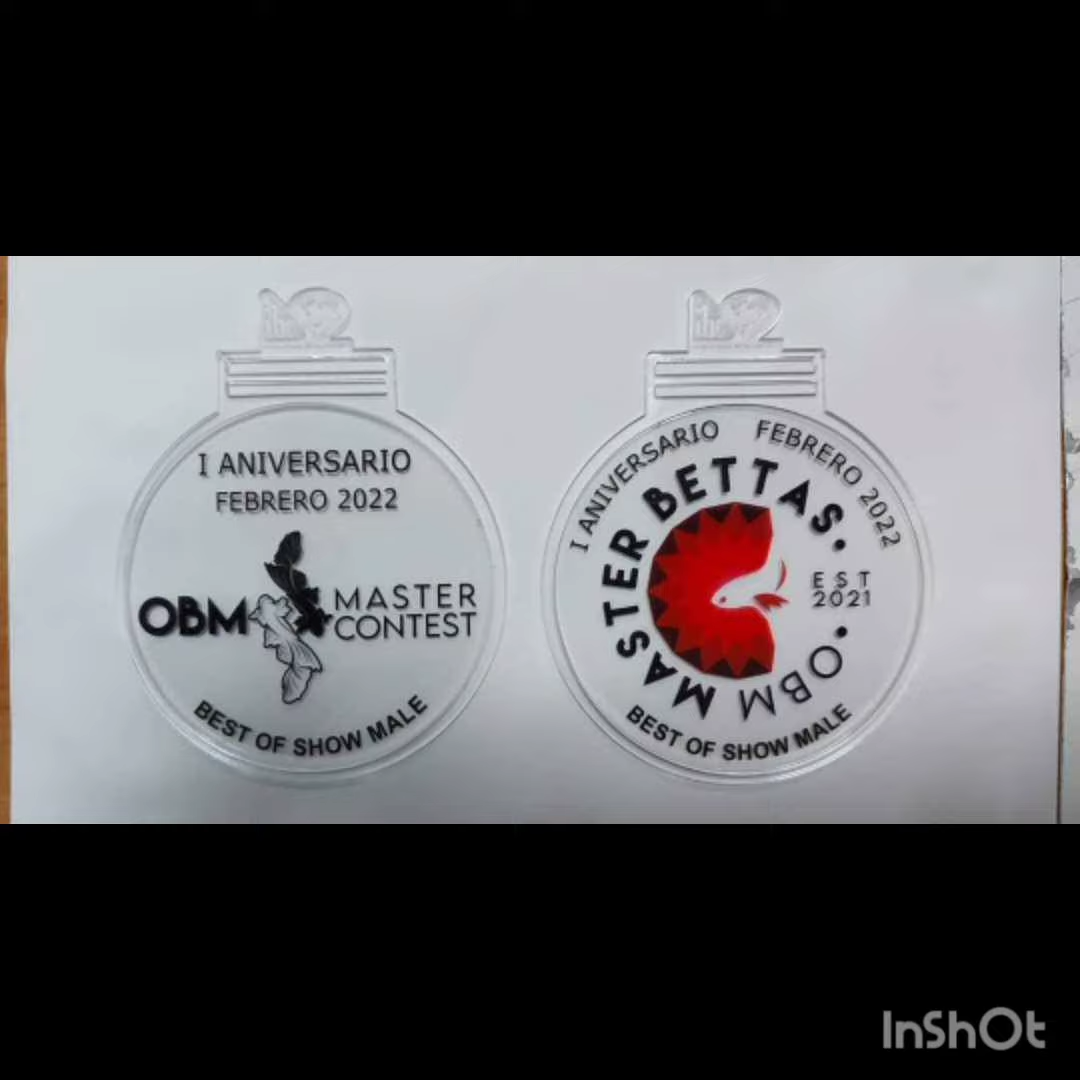 I ANIVERSARIO
FEBRERO 2022
OBM
MASTER
CONTEST
BEST OF SHOW MALE
I ANIVERSARIO FEBRERO 2022
MASTER BETTAS.
EST
2021
OBM
BEST OF SHOW MALE
InShOt